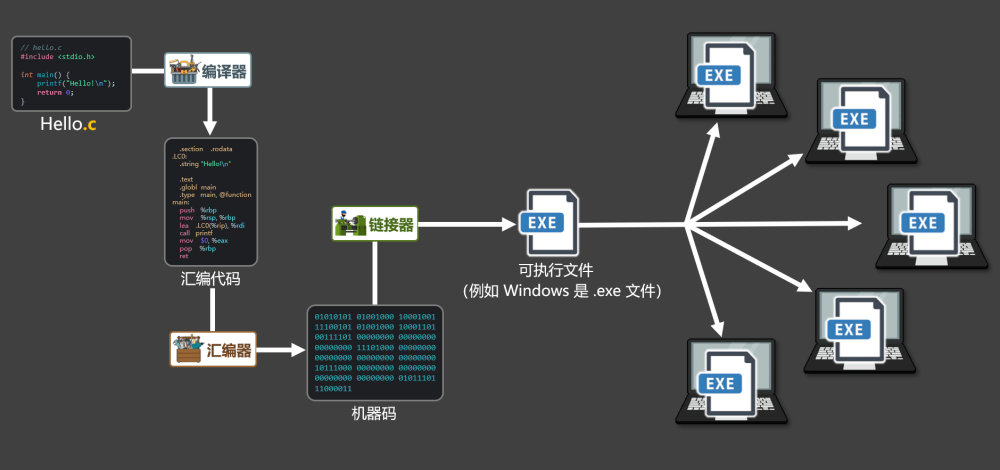 // hello.c
#include <stdio.h>
int main() {
printf("Hello!\n");
return 0;
}
Hello.c
编译器
.section .rodata
.LC0:
.string "Hello!\n"
.text
.globl main
.type main, @function
main:
push %rbp
mov %rsp, %rbp
lea .LC0(%rip), %rdi
call printf
mov $0, %eax
pop %rbp
ret
汇编代码
汇编器
01010101 01001000 10001001
11100101 01001000 10001101
00111101 00000000 00000000
00000000 11101000 00000000
00000000 00000000 00000000
10111000 00000000 00000000
00000000 00000000 01011101
11000011
机器码
链接器
EXE
可执行文件
(例如 Windows 是 .exe 文件)
EXE
EXE
EXE
EXE
EXE